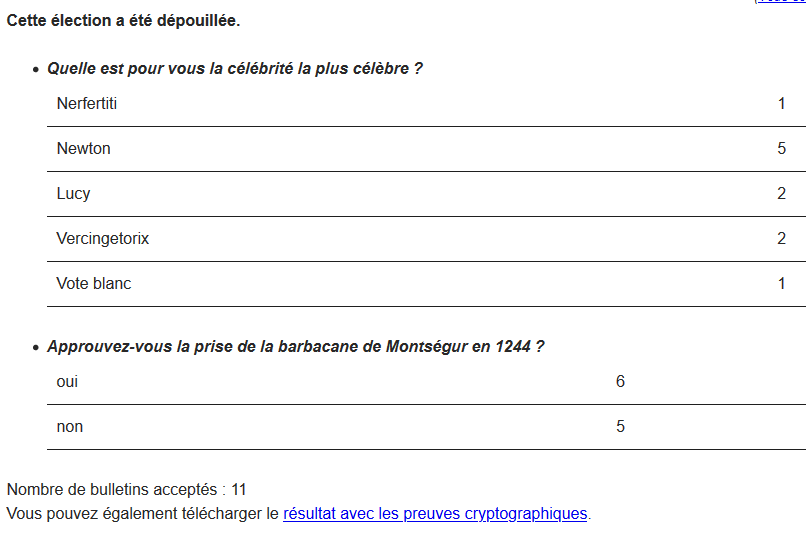 Cette élection a été dépouillée.
Quelle est pour vous la célébrité la plus célèbre ?
Nerfertiti 1
Newton 5
Lucy 2
Vercingetorix 2
Vote blanc 1
Approuvez-vous la prise de la barbacane de Montségur en 1244 ?
oui 6
non 5
Nombre de bulletins acceptés : 11
Vous pouvez également télécharger le résultat avec les preuves cryptographiques.